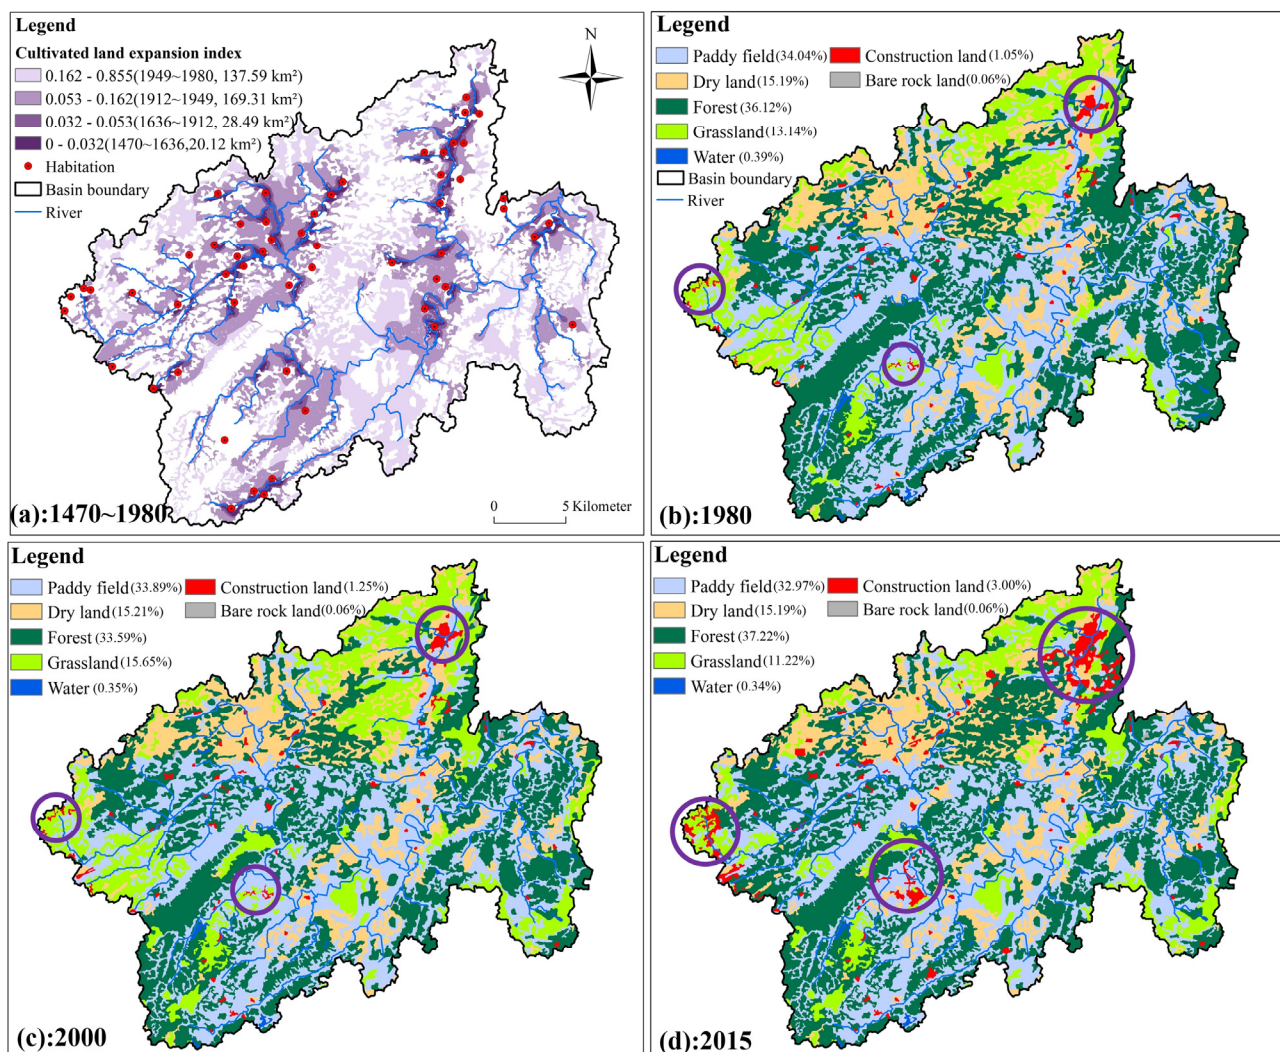 Legend
Cultivated land expansion index
0.162 - 0.855(1949~1980, 137.59 km²)
0.053 - 0.162(1912~1949, 169.31 km²)
0.032 - 0.053(1636~1912, 28.49 km²)
0 - 0.032(1470~1636,20.12 km²)
Habitation
Basin boundary
River
N
0 5 Kilometer
(a):1470~1980
Legend
Paddy field(34.04%) Construction land(1.05%)
Dry land(15.19%) Bare rock land(0.06%)
Forest(36.12%)
Grassland(13.14%)
Water(0.39%)
Basin boundary
River
(b):1980
Legend
Paddy field(33.89%) Construction land(1.25%)
Dry land(15.21%) Bare rock land(0.06%)
Forest(33.59%)
Grassland(15.65%)
Water(0.35%)
(c):2000
Legend
Paddy field(32.97%) Construction land(3.00%)
Dry land(15.19%) Bare rock land(0.06%)
Forest(37.22%)
Grassland(11.22%)
Water(0.34%)
(d):2015